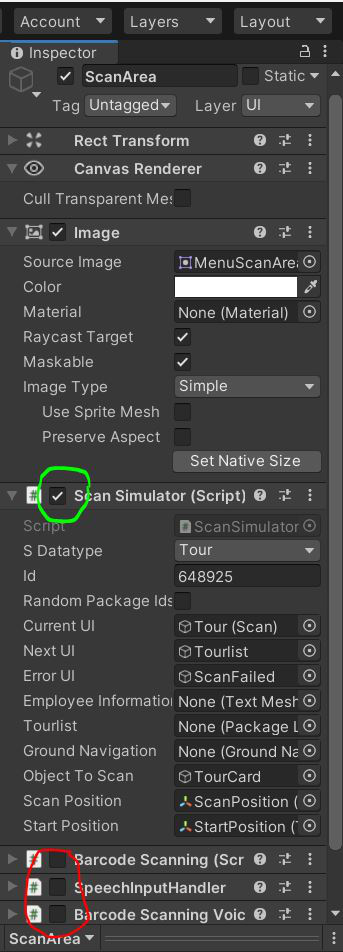 Account Layers Layout
Inspector
ScanArea Static
Tag Untagged Layer UI
Rect Transform
Canvas Renderer
Cull Transparent Mes
Image
Source Image MenuScanArea
Color
Material None (Material)
Raycast Target
Maskable
Image Type Simple
Use Sprite Mesh
Preserve Aspect
Set Native Size
# Scan Simulator (Script)
Script # ScanSimulator
S Datatype Tour
Id 648925
Random Package Ids
Current UI Tour (Scan)
Next UI Tourlist
Error UI ScanFailed
Employee Information None (Text Mesh
Tourlist None (Package L
Ground Navigation None (Ground Na
Object To Scan TourCard
Scan Position ScanPosition (
Start Position StartPosition (
# Barcode Scanning (Scr
# SpeechInputHandler
# Barcode Scanning Voic
ScanArea